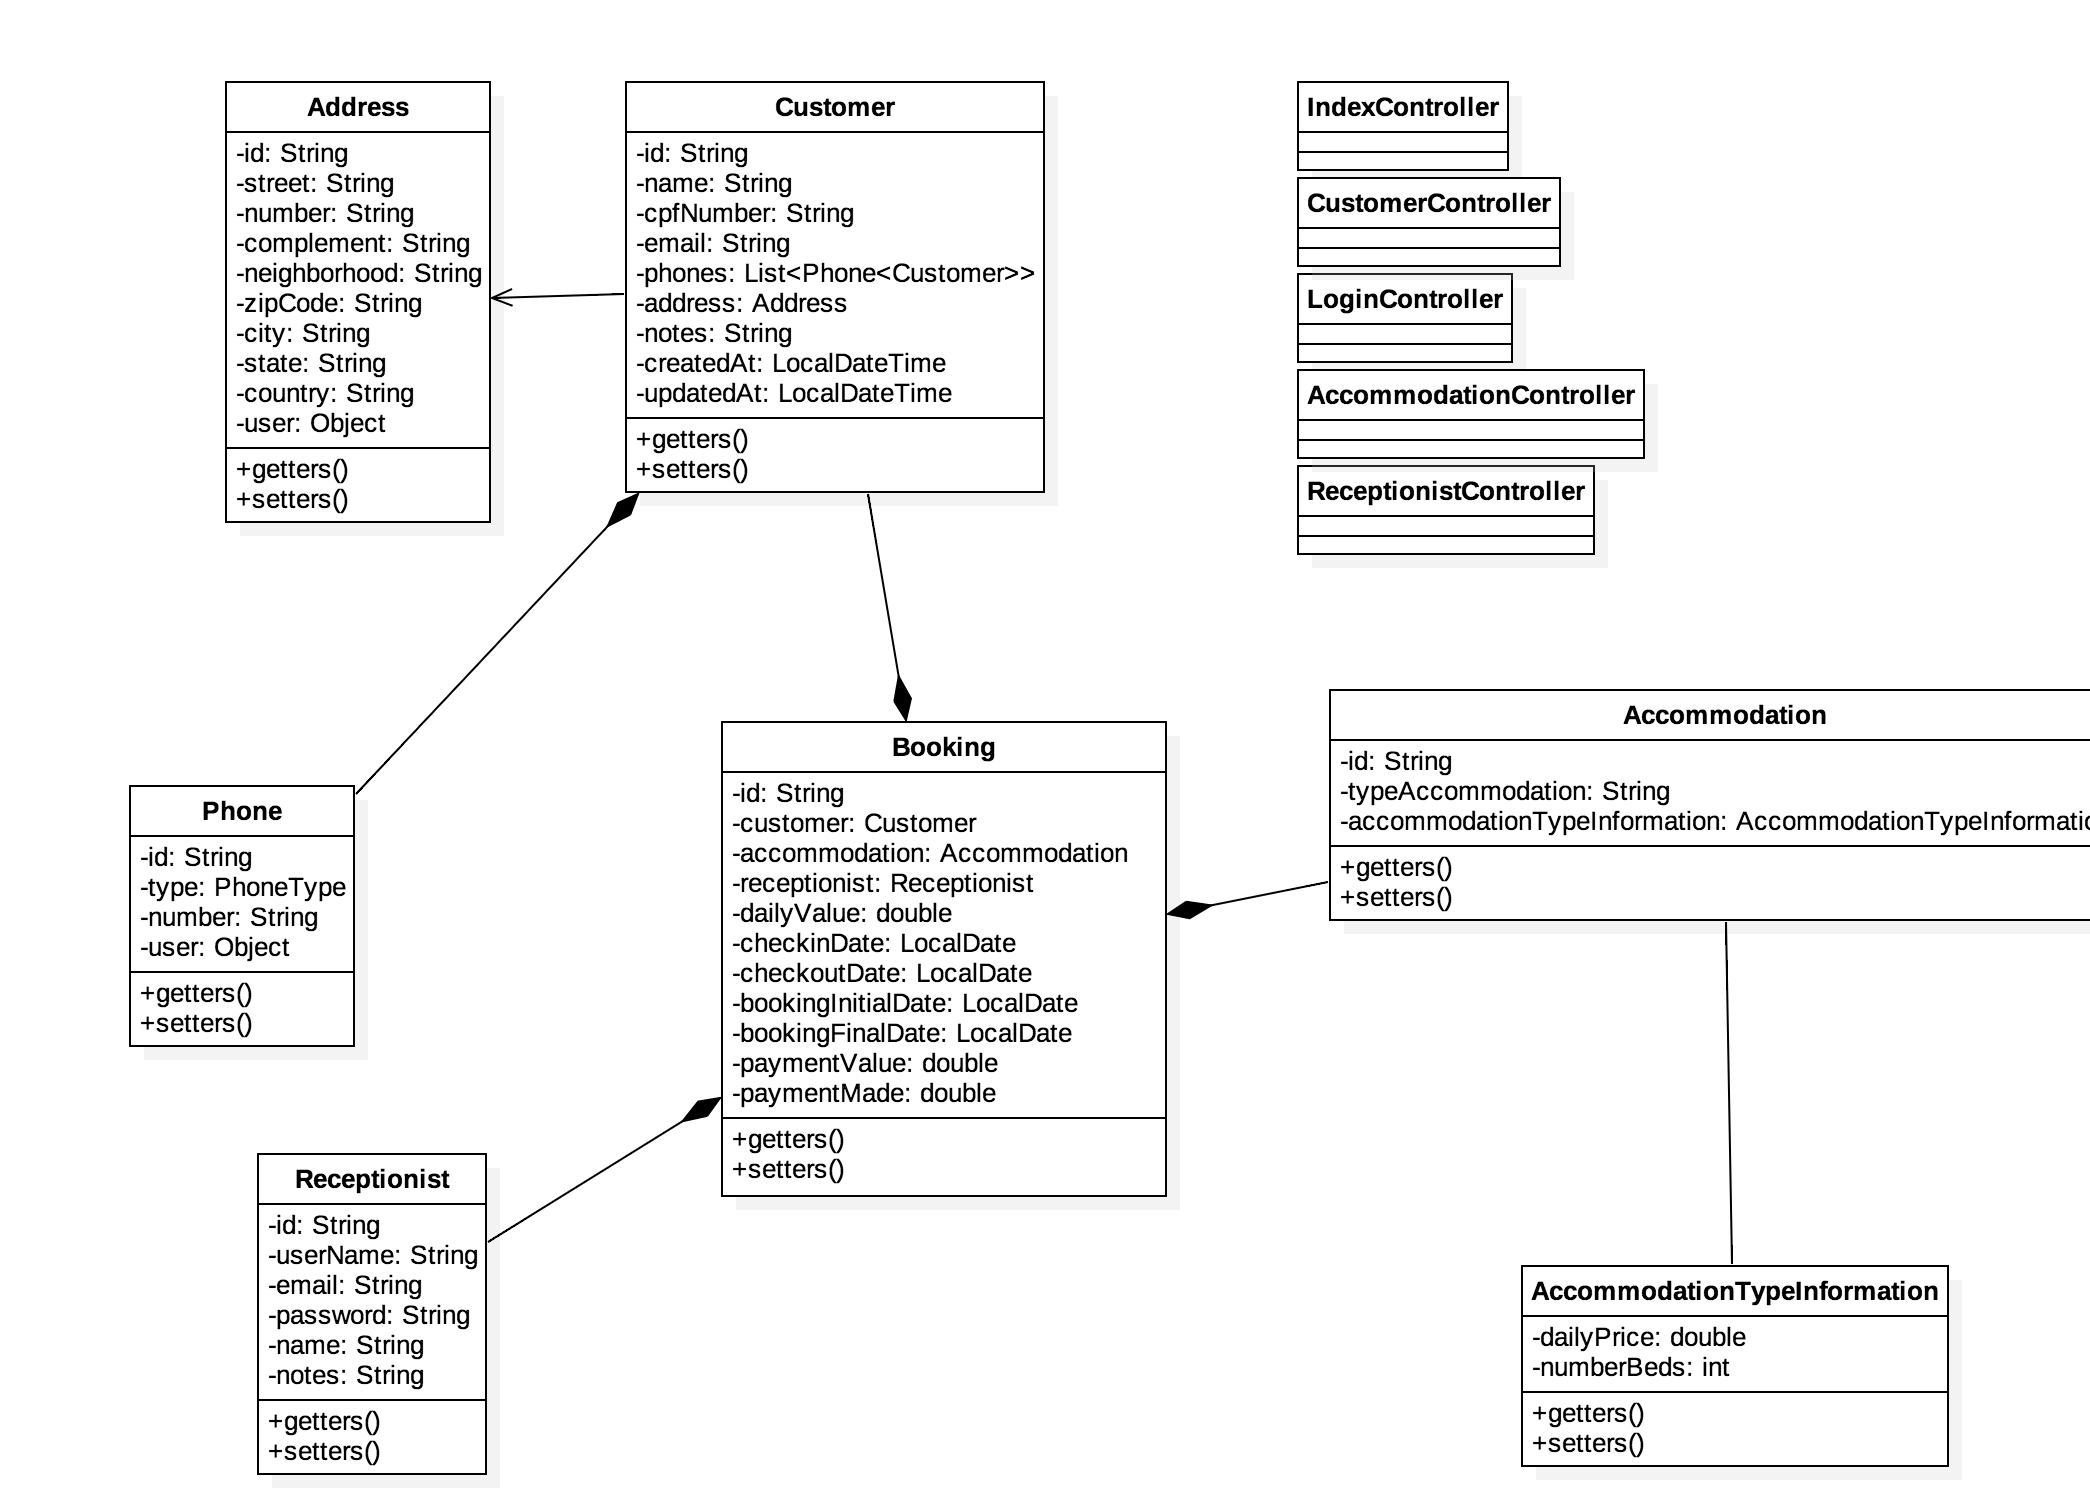 Address
-id: String
-street: String
-number: String
-complement: String
-neighborhood: String
-zipCode: String
-city: String
-state: String
-country: String
-user: Object
+getters()
+setters()
Customer
-id: String
-name: String
-cpfNumber: String
-email: String
-phones: List<Phone<Customer>>
-address: Address
-notes: String
-createdAt: LocalDateTime
-updatedAt: LocalDateTime
+getters()
+setters()
IndexController
CustomerController
LoginController
AccommodationController
ReceptionistController
Phone
-id: String
-type: PhoneType
-number: String
-user: Object
+getters()
+setters()
Booking
-id: String
-customer: Customer
-accommodation: Accommodation
-receptionist: Receptionist
-dailyValue: double
-checkinDate: LocalDate
-checkoutDate: LocalDate
-bookingInitialDate: LocalDate
-bookingFinalDate: LocalDate
-paymentValue: double
-paymentMade: double
+getters()
+setters()
Accommodation
-id: String
-typeAccommodation: String
-accommodationTypeInformation:
+getters()
+setters()
Receptionist
-id: String
-userName: String
-email: String
-password: String
-name: String
-notes: String
+getters()
+setters()
AccommodationTypeInformation
-dailyPrice: double
-numberBeds: int
+getters()
+setters()